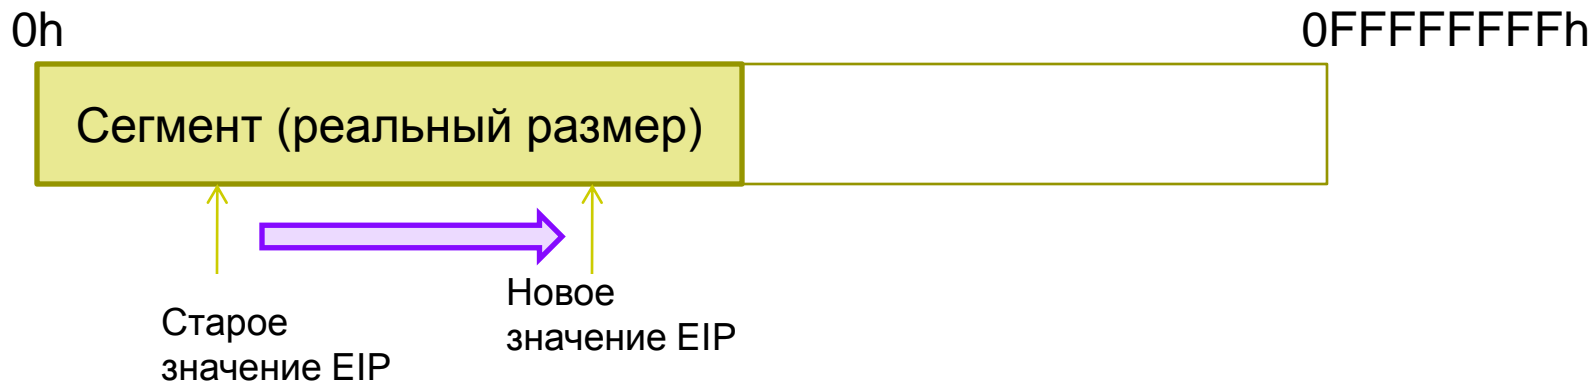 0h
0FFFFFFFFh
Сегмент (реальный размер)
Старое
значение EIP
Новое
значение EIP